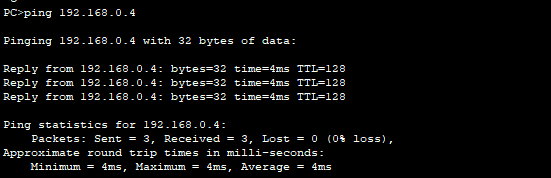 PC>ping 192.168.0.4
Pinging 192.168.0.4 with 32 bytes of data:
Reply from 192.168.0.4: bytes=32 time=4ms TTL=128
Reply from 192.168.0.4: bytes=32 time=4ms TTL=128
Reply from 192.168.0.4: bytes=32 time=4ms TTL=128
Ping statistics for 192.168.0.4:
Packets: Sent = 3, Received = 3, Lost = 0 (0% loss),
Approximate round trip times in milli-seconds:
Minimum = 4ms, Maximum = 4ms, Average = 4ms